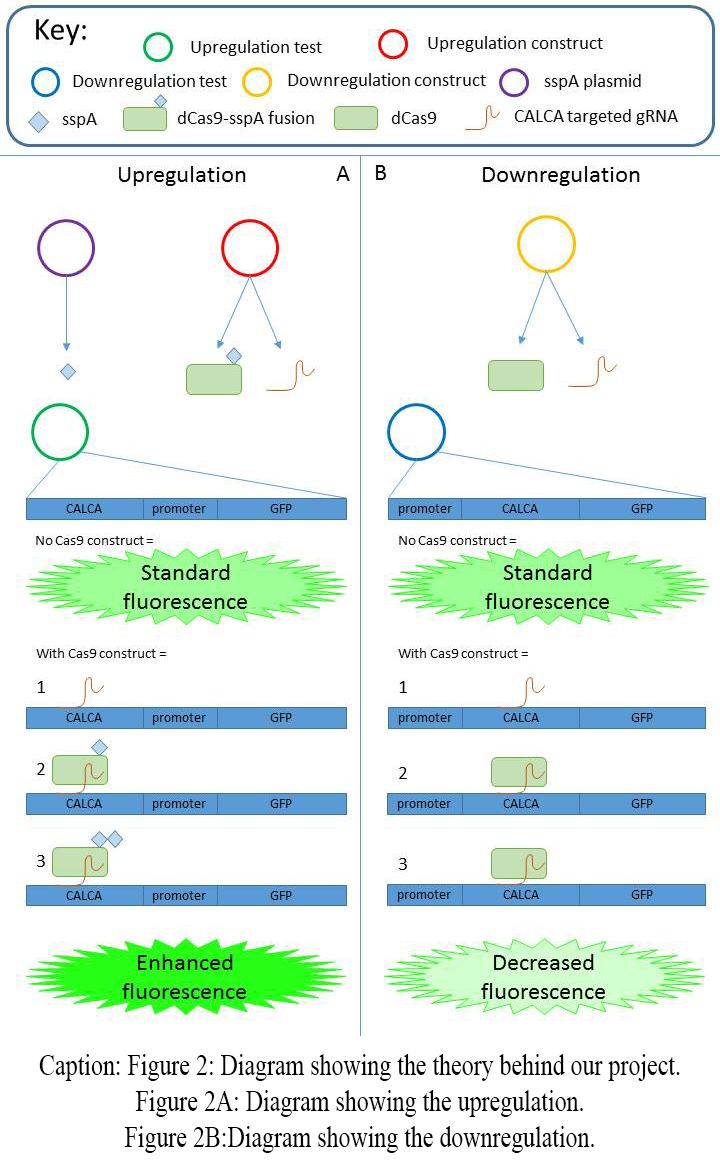 Key:
Upregulation test
Upregulation construct
Downregulation test
Downregulation construct
sspA plasmid
sspA
dCas9-sspA fusion
dCas9
CALCA targeted gRNA
Upregulation
A
CALCA promoter GFP
No Cas9 construct =
Standard
fluorescence
With Cas9 construct =
1
CALCA promoter GFP
2
CALCA promoter GFP
3
CALCA promoter GFP
Enhanced
fluorescence
B
Downregulation
promoter CALCA GFP
No Cas9 construct =
Standard
fluorescence
With Cas9 construct =
1
promoter CALCA GFP
2
promoter CALCA GFP
3
promoter CALCA GFP
Decreased
fluorescence
Caption: Figure 2: Diagram showing the theory behind our project.
Figure 2A: Diagram showing the upregulation.
Figure 2B:Diagram showing the downregulation.